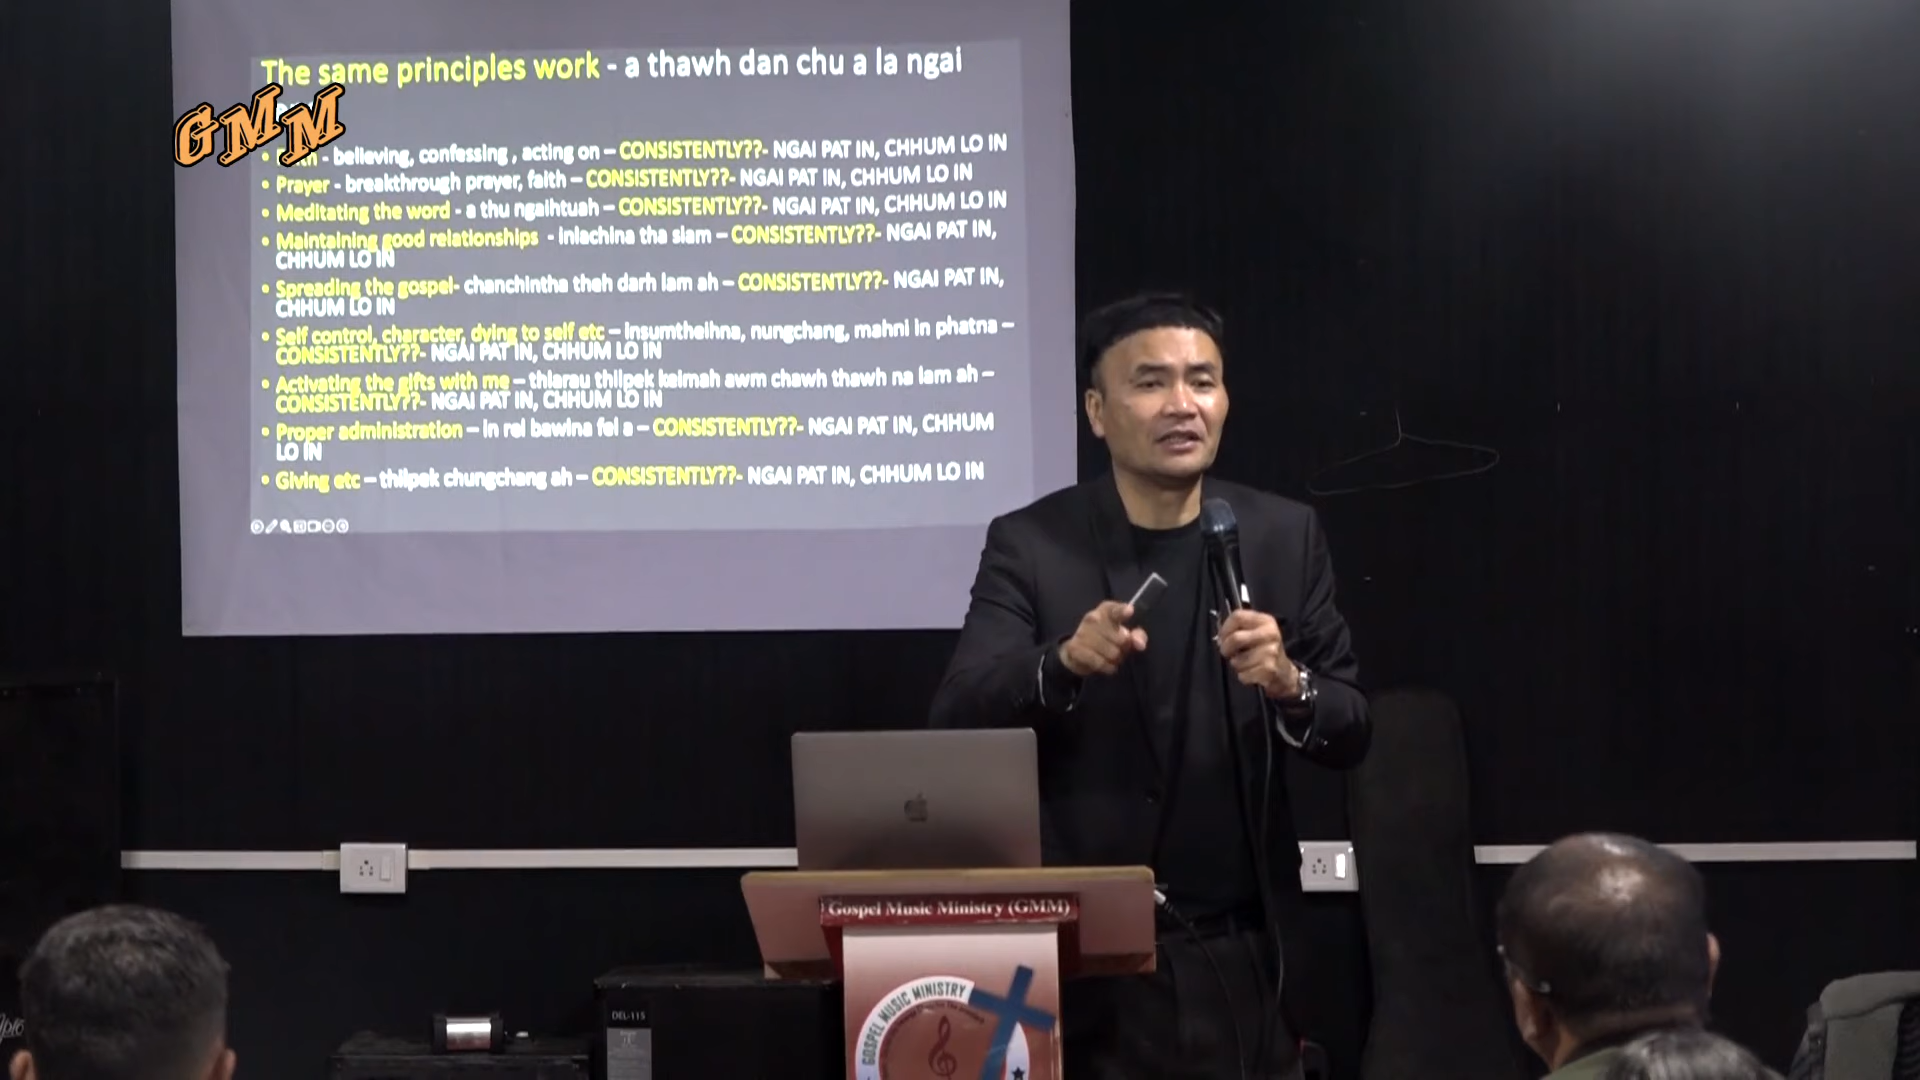 The same principles work - a thawh dan chu a la ngai
GMM
- believing, confessing , acting on – CONSISTENTLY??- NGAI PAT IN, CHHUM LO IN
• Prayer - breakthrough prayer, faith – CONSISTENTLY??- NGAI PAT IN, CHHUM LO IN
• Meditating the word - a thu ngaihtuah – CONSISTENTLY??- NGAI PAT IN, CHHUM LO IN
• Maintaining good relationships - inlaichina tha siam – CONSISTENTLY??- NGAI PAT IN,
CHHUM LO IN
• Spreading the gospel- chanchintha theh darh lam ah – CONSISTENTLY??- NGAI PAT IN,
CHHUM LO IN
• Self control, character, dying to self etc – insumtheihna, nungchang, mahni in phatna –
CONSISTENTLY??- NGAI PAT IN, CHHUM LO IN
• Activating the gifts with me – thlarau thilpek keimah awm chawh thawh na lam ah –
CONSISTENTLY??- NGAI PAT IN, CHHUM LO IN
• Proper administration – in rel bawlna fel a – CONSISTENTLY??- NGAI PAT IN, CHHUM
LO IN
• Giving etc – thilpek chungchang ah – CONSISTENTLY??- NGAI PAT IN, CHHUM LO IN
Gospel Music Ministry (GMM)
GOSPEL MUSIC MINISTRY
DEL-115